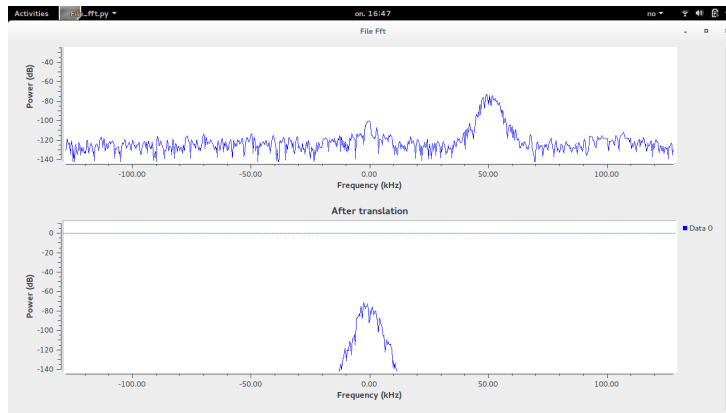 Activities File_fft.py on. 16:47 no
File Fft
Power (dB)
-40
-60
-80
-100
-120
-140
-100.00 -50.00 0.00 50.00 100.00
Frequency (kHz)
After translation
Data 0
Power (dB)
0
-20
-40
-60
-80
-100
-120
-140
-100.00 -50.00 0.00 50.00 100.00
Frequency (kHz)